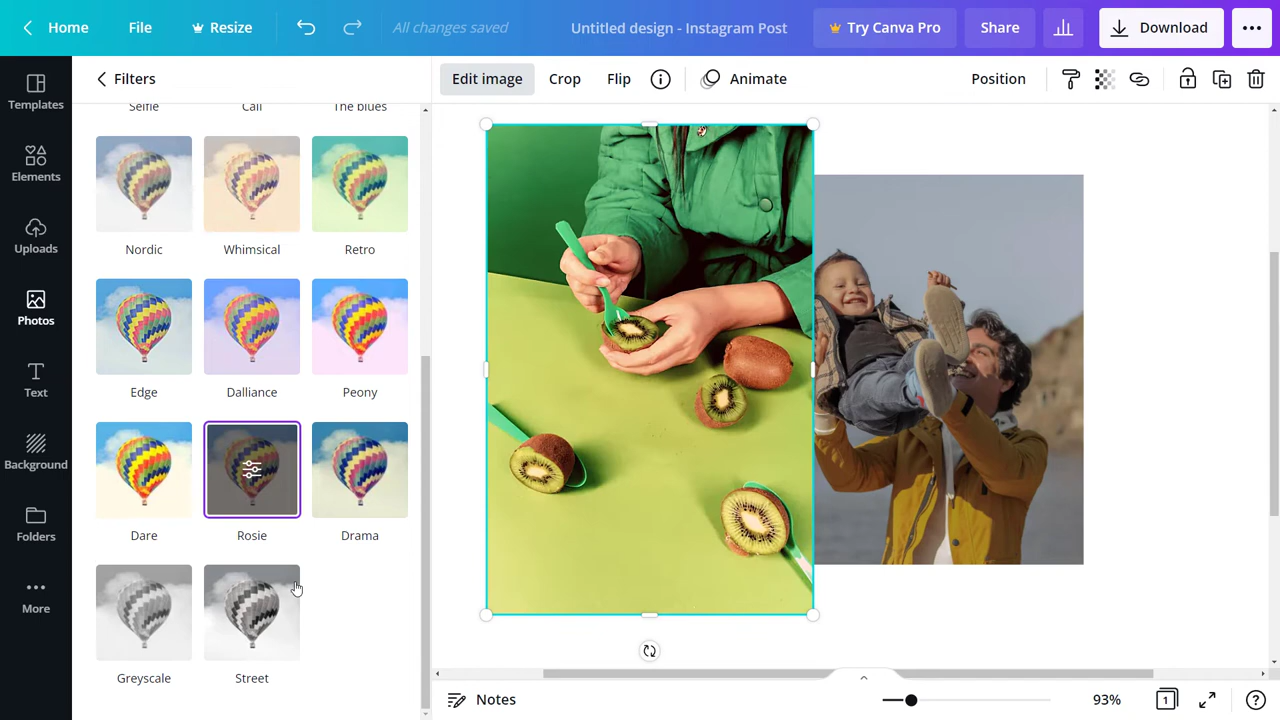 Home File Resize All changes saved Untitled design - Instagram Post Try Canva Pro Share Download
Filters
Edit image Crop Flip Animate Position
Templates
Elements
Uploads
Photos
Text
Background
Folders
More
Selfie Call The blues
Nordic Whimsical Retro
Edge Dalliance Peony
Dare Rosie Drama
Greyscale Street
Notes 93% 1